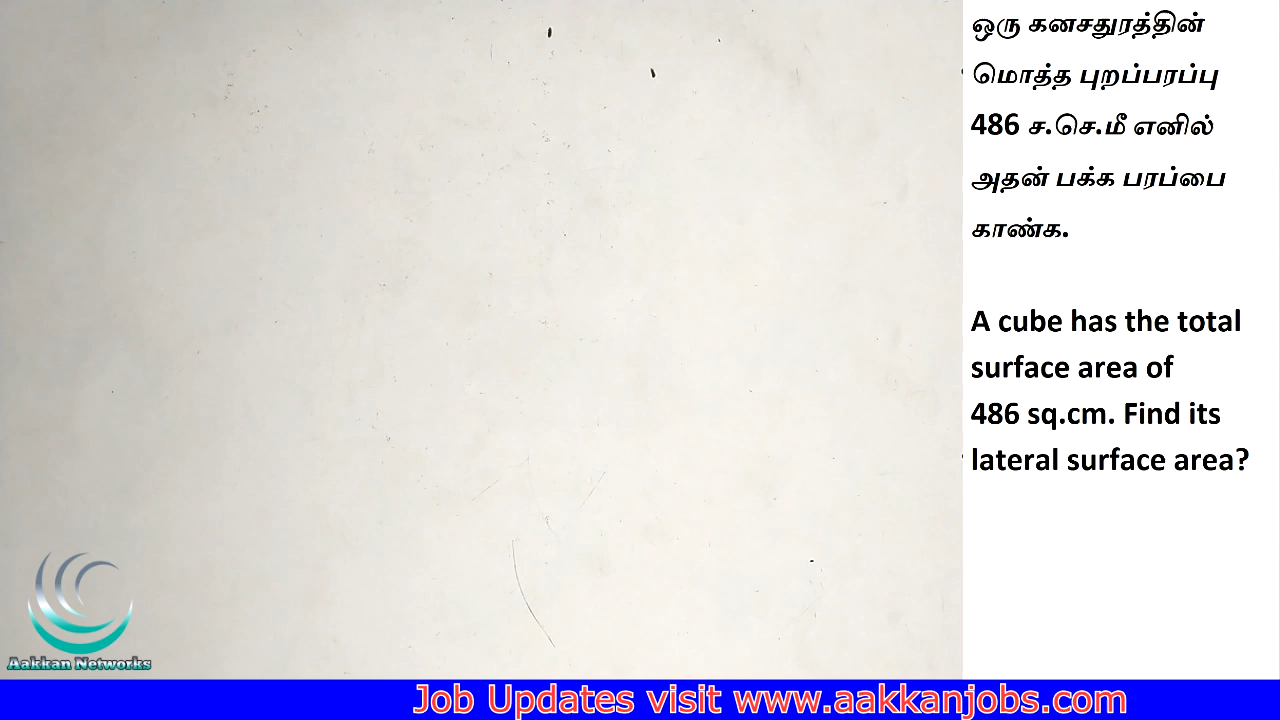 ஒரு கனசதுரத்தின்
மொத்த புறப்பரப்பு
486 ச.செ.மீ எனில்
அதன் பக்க பரப்பை
காண்க.
A cube has the total
surface area of
486 sq.cm. Find its
lateral surface area?
Aakkan Networks
Job Updates visit www.aakkanjobs.com